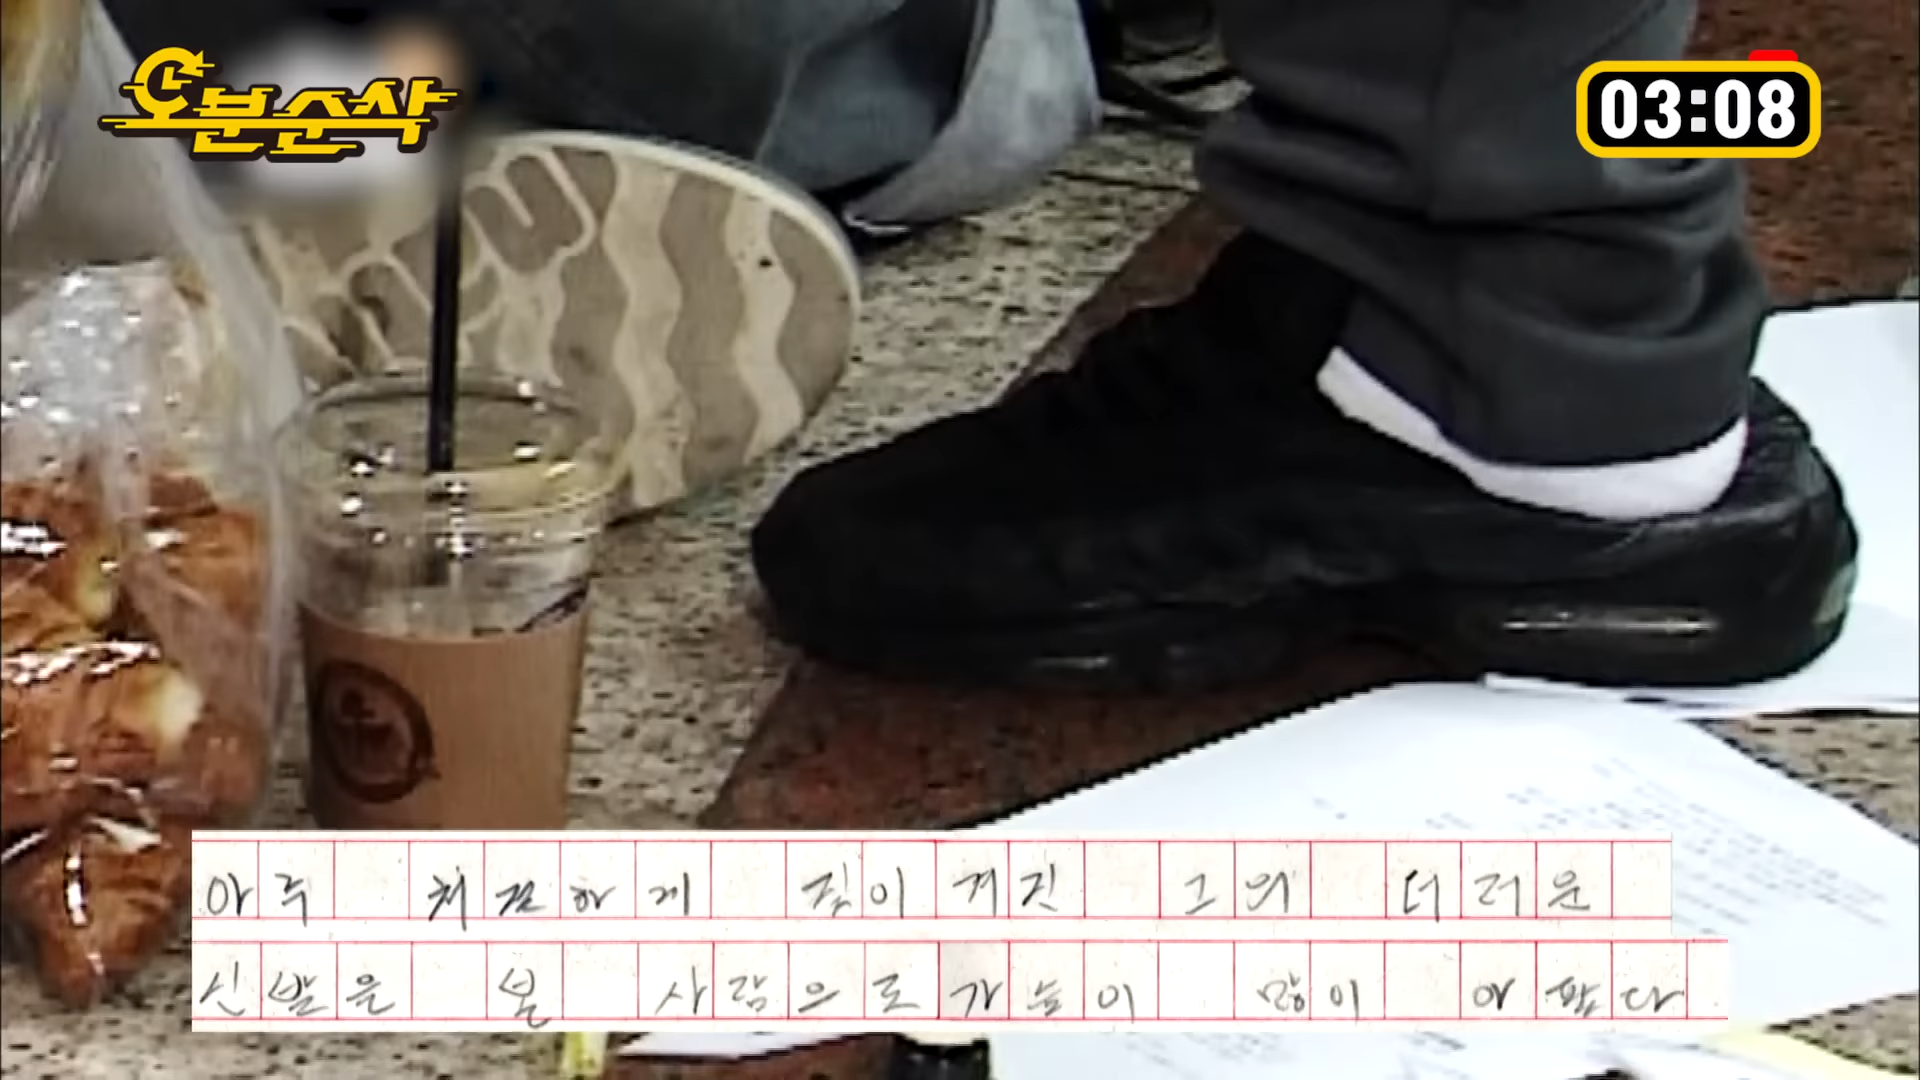 오분순삭
03:08
아주 처참하게 짓이겨진 그의 더러운
신발을 본 사람으로 가슴이 많이 아팠다